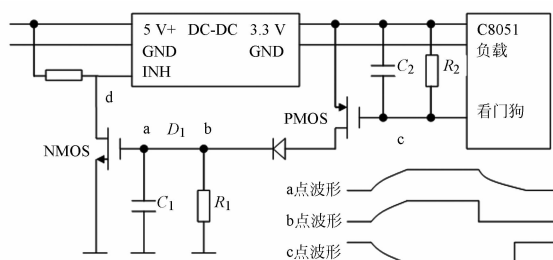 5 V+ DC-DC 3.3 V
GND GND
INH
C8051
负载
看门狗
C2
R2
PMOS
c
d
NMOS
a D1 b
C1
R1
a点波形
b点波形
c点波形